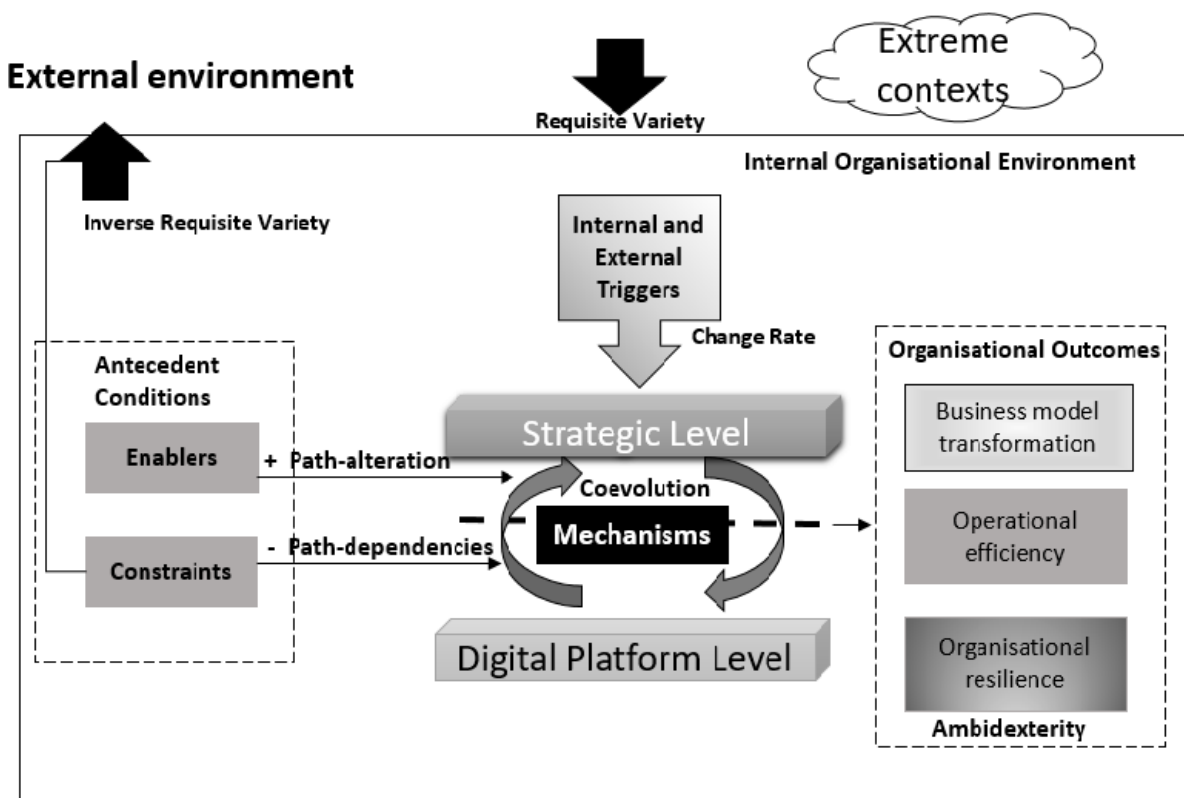 Extreme
contexts
External environment
Requisite Variety
Internal Organisational Environment
Inverse Requisite Variety
Internal and
External
Triggers
Change Rate
Antecedent
Conditions
Enablers
+ Path-alteration
Constraints
- Path-dependencies
Strategic Level
Coevolution
Mechanisms
Digital Platform Level
Organisational Outcomes
Business model
transformation
Operational
efficiency
Organisational
resilience
Ambidexterity